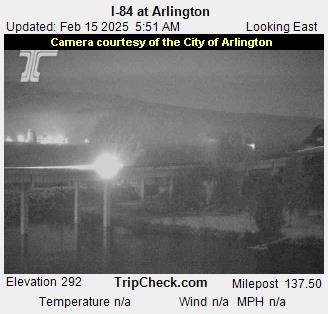 I-84 at Arlington
Updated: Feb 15 2025 5:51 AM Looking East
Camera courtesy of the City of Arlington
Elevation 292 TripCheck.com Milepost 137.50
Temperature n/a Wind n/a MPH n/a